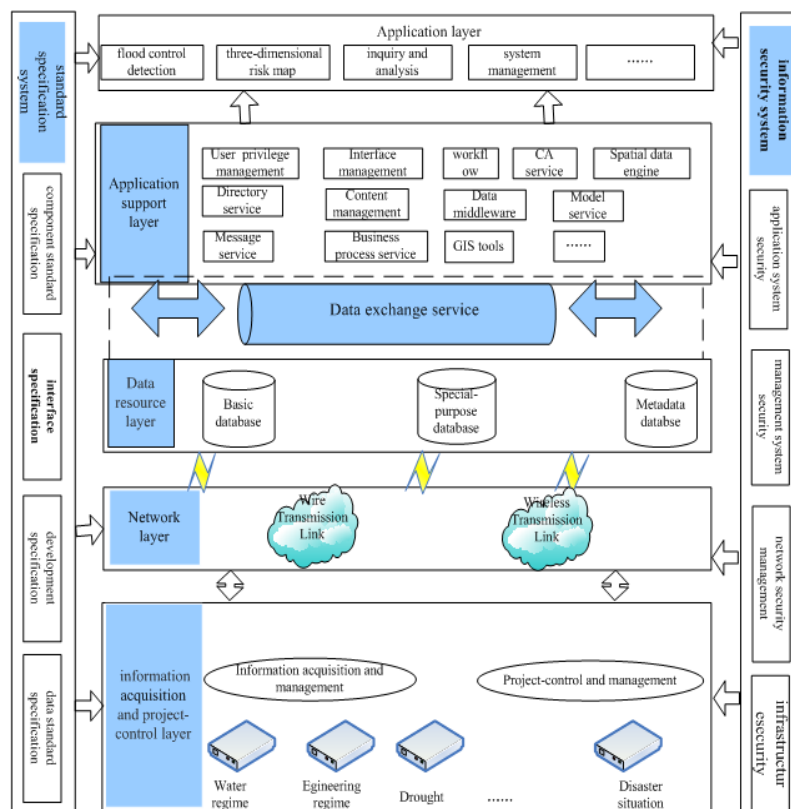 Application layer
flood control
detection
three-dimensional
risk map
inquiry and
analysis
system
management
......
standard
specification
system
component standard
specification
interface
specification
development
specification
data standard
specification
Application
support layer
User privilege
management
Interface
management
workfl
ow
CA
service
Spatial data
engine
Directory
service
Content
management
Data
middleware
Model
service
Message
service
Business
process service
GIS tools
......
Data exchange service
Data
resource
layer
Basic
database
Special-
purpose
database
Metadata
databse
Network
layer
Wire
Transmission
Link
Wireless
Transmission
Link
information
acquisition
and project-
control layer
Information acquisition and
management
Project-control and management
Water
regime
Egineering
regime
Drought
......
Disaster
situation
information
security system
application system
security
management system
security
network security
management
infrastructur
esecurity